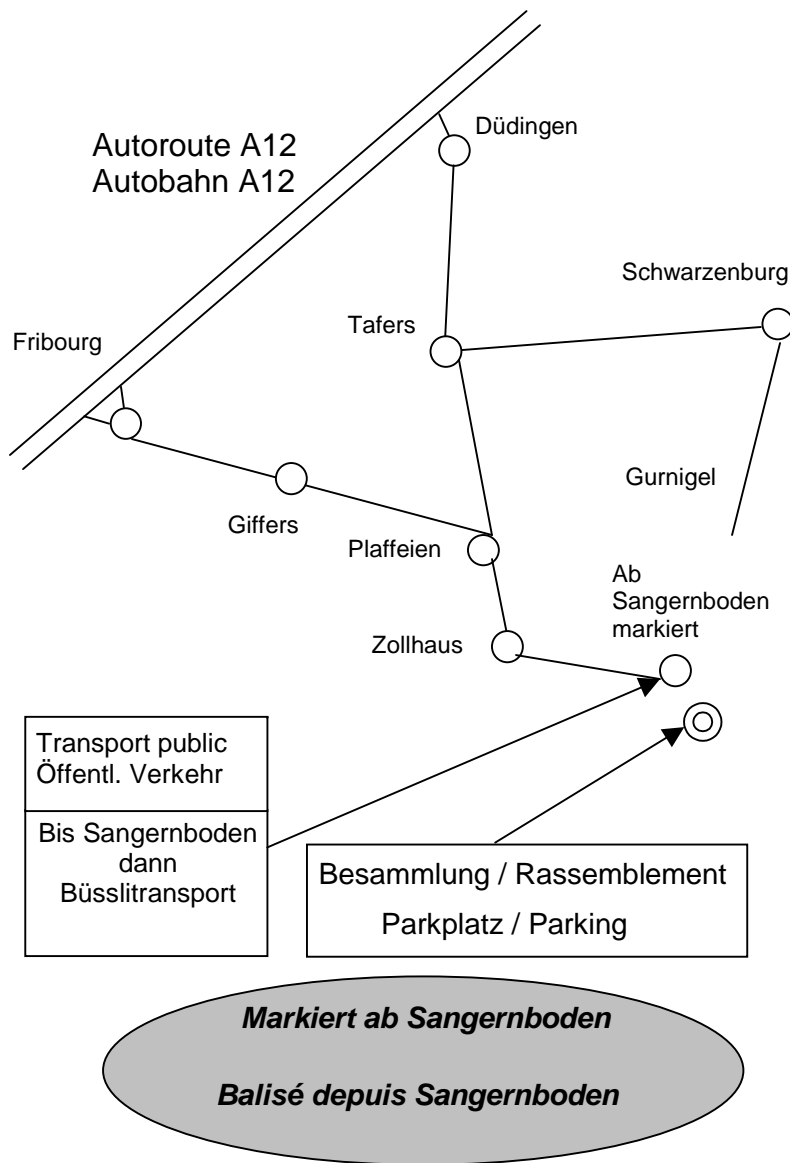 Düdingen
Autoroute A12
Autobahn A12
Schwarzenburg
Tafers
Fribourg
Gurnigel
Giffers
Plaffeien
Ab
Sangernboden
markiert
Zollhaus
Transport public
Öffentl. Verkehr
Bis Sangernboden
dann
Büsslitransport
Besammlung / Rassemblement
Parkplatz / Parking
Markiert ab Sangernboden
Balisé depuis Sangernboden